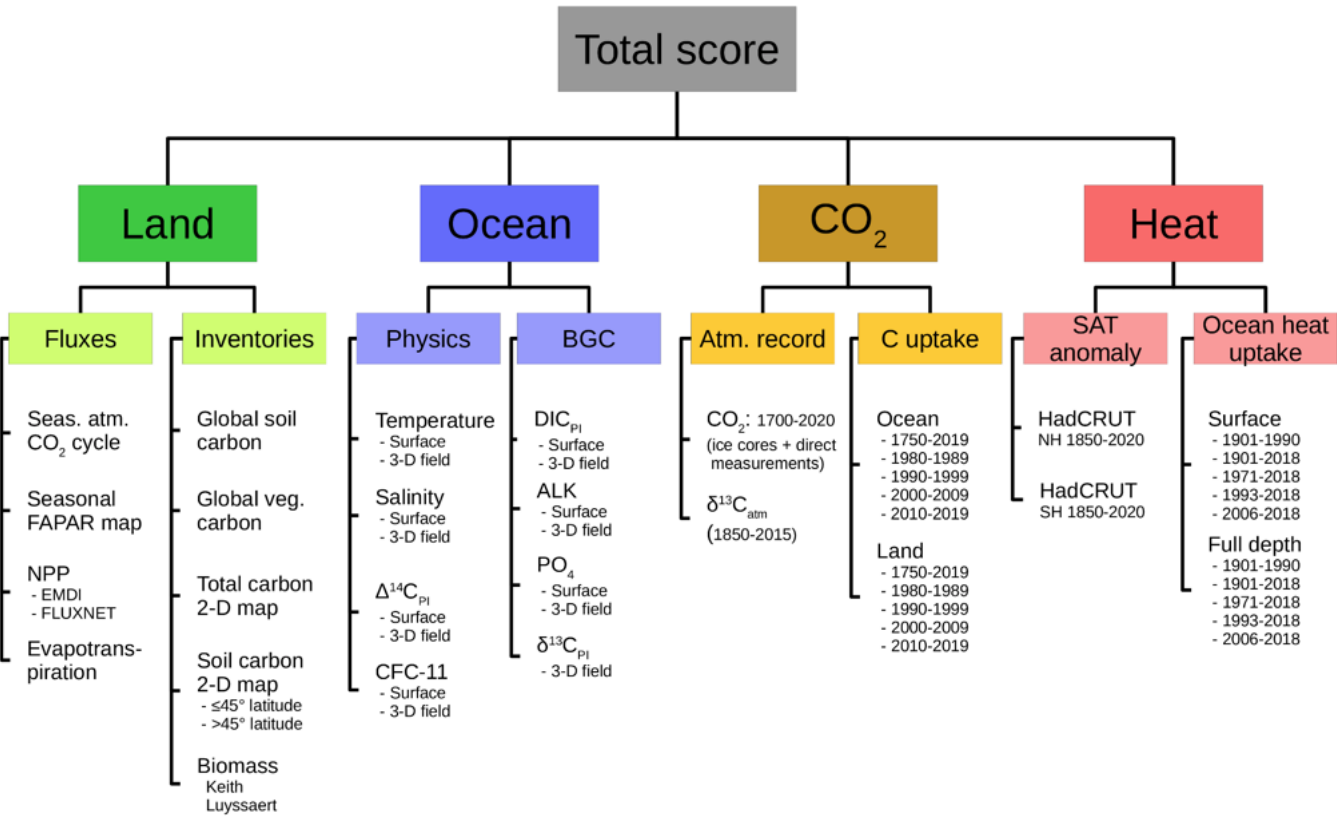 Total score
Land
Ocean
CO₂
Heat
Fluxes
Inventories
Physics
BGC
Atm. record
C uptake
SAT
anomaly
Ocean heat
uptake
Seas. atm.
CO₂ cycle
Seasonal
FAPAR map
NPP
- EMDI
- FLUXNET
Evapotrans-
piration
Global soil
carbon
Global veg.
carbon
Total carbon
2-D map
Soil carbon
2-D map
- ≤45° latitude
- >45° latitude
Biomass
Keith
Luyssaert
Temperature
- Surface
- 3-D field
Salinity
- Surface
- 3-D field
Δ¹⁴C_PI
- Surface
- 3-D field
CFC-11
- Surface
- 3-D field
DIC_PI
- Surface
- 3-D field
ALK
- Surface
- 3-D field
PO₄
- Surface
- 3-D field
δ¹³C_PI
- 3-D field
CO₂: 1700-2020
(ice cores + direct
measurements)
δ¹³C_atm
(1850-2015)
Ocean
- 1750-2019
- 1980-1989
- 1990-1999
- 2000-2009
- 2010-2019
Land
- 1750-2019
- 1980-1989
- 1990-1999
- 2000-2009
- 2010-2019
HadCRUT
NH 1850-2020
HadCRUT
SH 1850-2020
Surface
- 1901-1990
- 1901-2018
- 1971-2018
- 1993-2018
- 2006-2018
Full depth
- 1901-1990
- 1901-2018
- 1971-2018
- 1993-2018
- 2006-2018